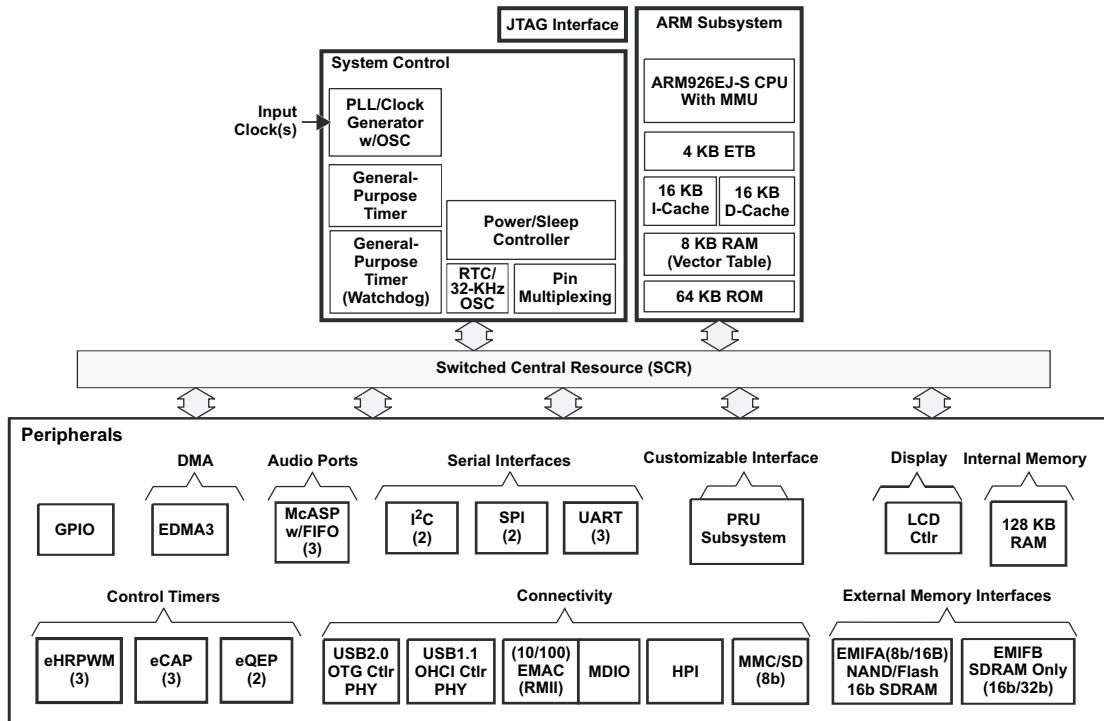 JTAG Interface
ARM Subsystem
System Control
ARM926EJ-S CPU
With MMU
Input
Clock(s)
PLL/Clock
Generator
w/OSC
4 KB ETB
General-
Purpose
Timer
16 KB
I-Cache
16 KB
D-Cache
Power/Sleep
Controller
General-
Purpose
Timer
(Watchdog)
8 KB RAM
(Vector Table)
RTC/
32-KHz
OSC
Pin
Multiplexing
64 KB ROM
Switched Central Resource (SCR)
Peripherals
DMA
Audio Ports
Serial Interfaces
Customizable Interface
Display
Internal Memory
GPIO
EDMA3
McASP
w/FIFO
(3)
I²C
(2)
SPI
(2)
UART
(3)
PRU
Subsystem
LCD
Ctlr
128 KB
RAM
Control Timers
Connectivity
External Memory Interfaces
eHRPWM
(3)
eCAP
(3)
eQEP
(2)
USB2.0
OTG Ctlr
PHY
USB1.1
OHCI Ctlr
PHY
(10/100)
EMAC
(RMII)
MDIO
HPI
MMC/SD
(8b)
EMIFA(8b/16B)
NAND/Flash
16b SDRAM
EMIFB
SDRAM Only
(16b/32b)